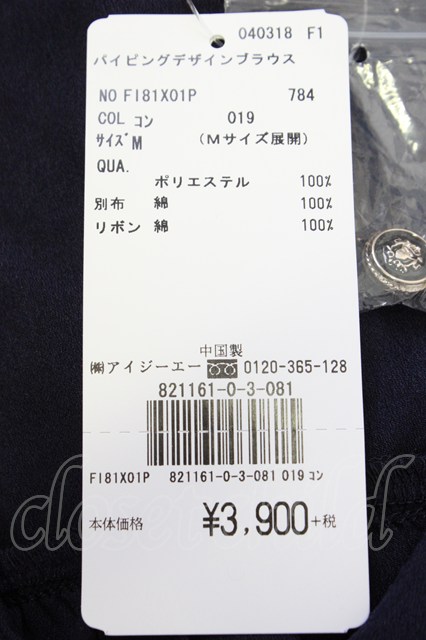 040318 F1
パイピングデザインブラウス
NO FI81X01P 784
COL コン 019
ｻｲｽﾞ M (Mサイズ展開)
QUA.
ポリエステル 100%
別布 綿 100%
リボン 綿 100%
中国製
㈱アイジーエー 0120-365-128
821161-0-3-081
FI81X01P 821161-0-3-081 019 コン
本体価格 ¥3,900 +税